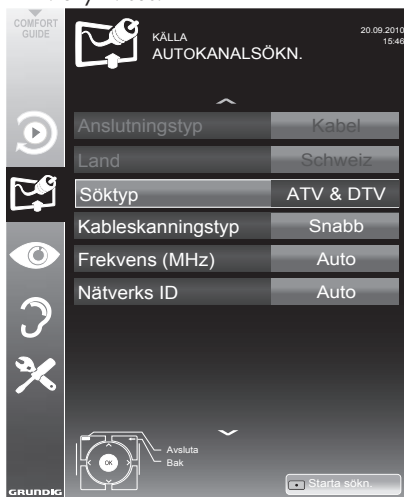 COMFORT
GUIDE
KÄLLA
AUTOKANALSÖKN.
20.09.2010
15:46
Anslutningstyp Kabel
Land Schweiz
Söktyp ATV & DTV
Kableskanningstyp Snabb
Frekvens (MHz) Auto
Nätverks ID Auto
Avsluta
Bak
OK
Starta sökn.
GRUNDIG